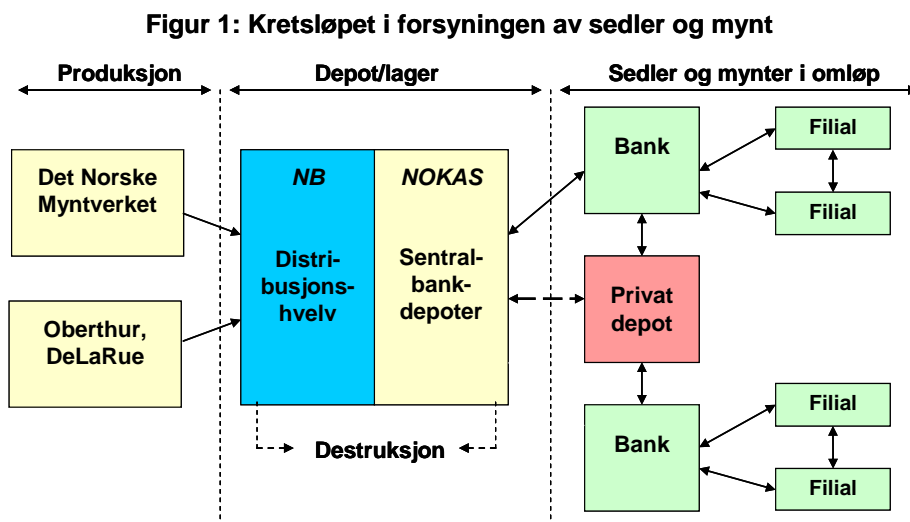 Figur 1: Kretsløpet i forsyningen av sedler og mynt
Produksjon
Depot/lager
Sedler og mynter i omløp
Det Norske
Myntverket
Oberthur,
DeLaRue
NB
Distri-
busjons-
hvelv
NOKAS
Sentral-
bank-
depoter
Destruksjon
Bank
Filial
Filial
Privat
depot
Bank
Filial
Filial